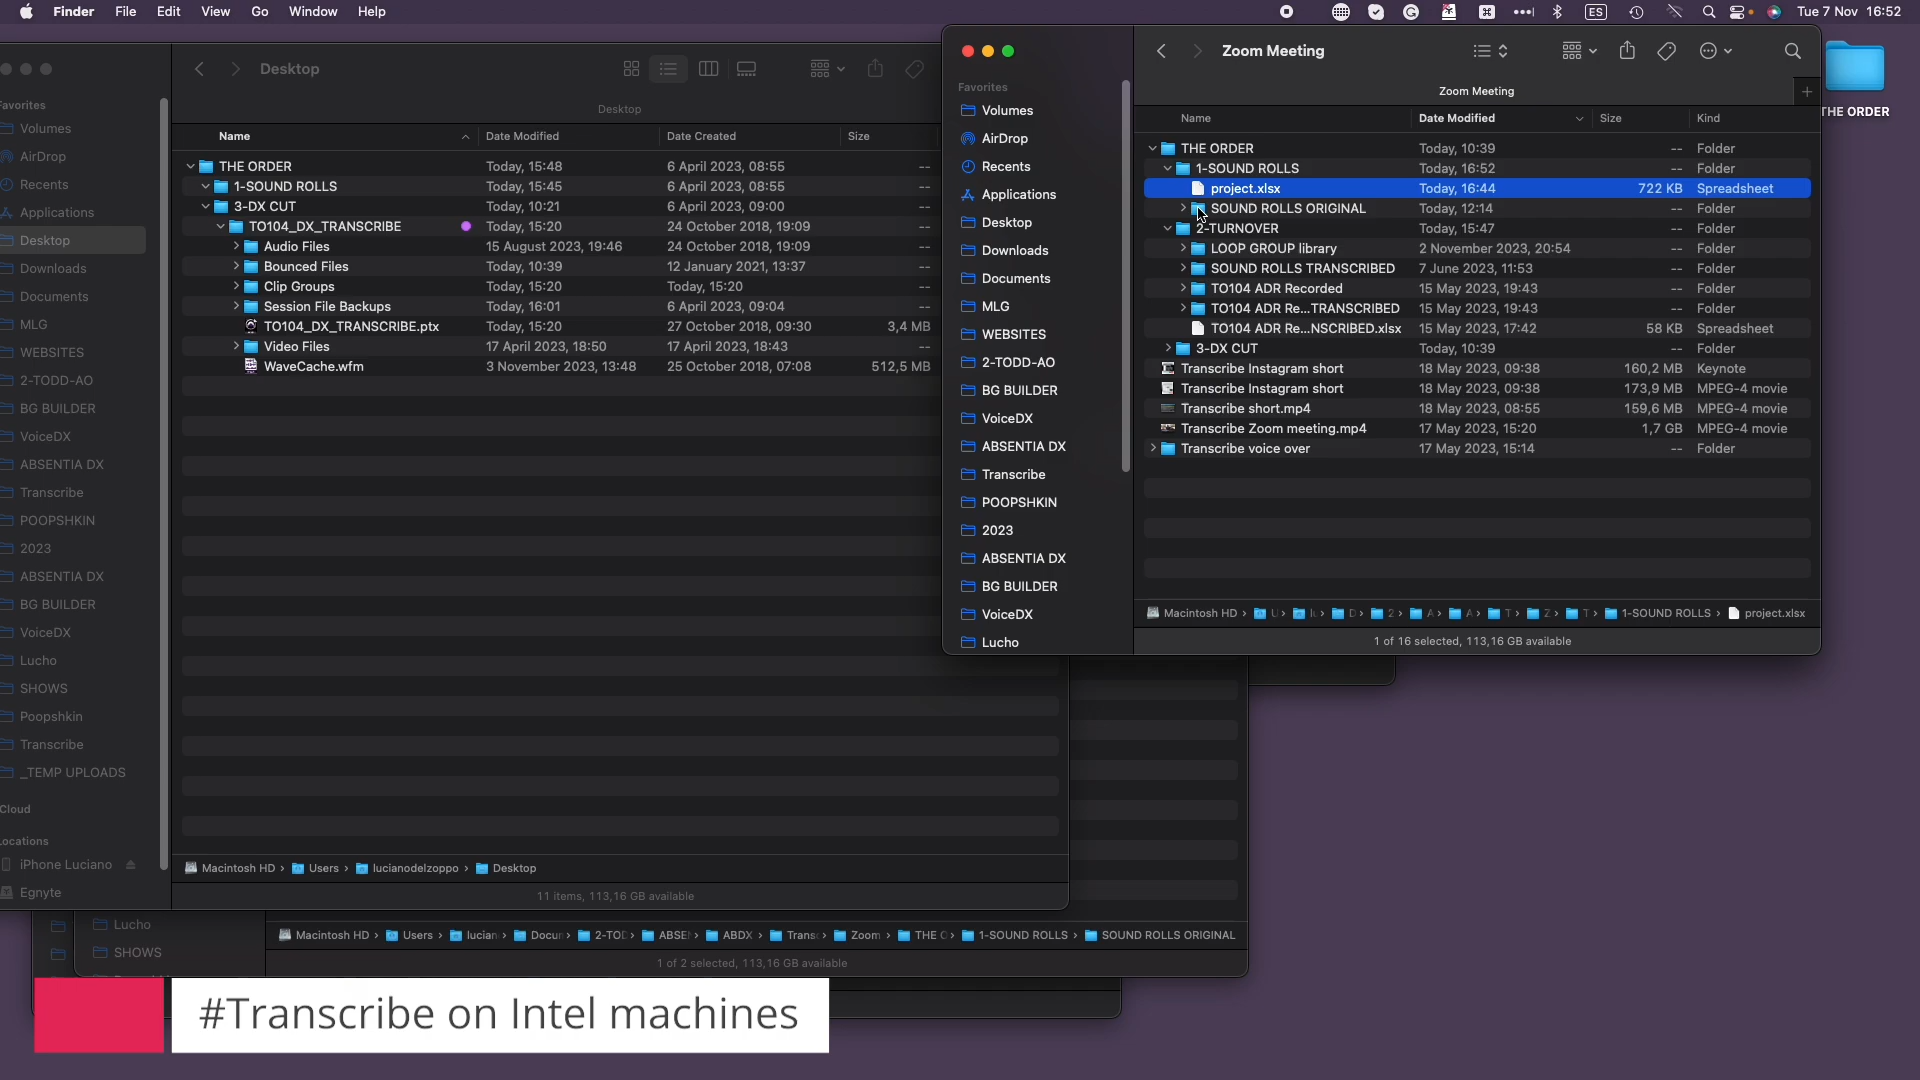 Finder File Edit View Go Window Help
ES Tue 7 Nov 16:52
Desktop
Desktop
Favorites
Volumes
AirDrop
Recents
Applications
Desktop
Downloads
Documents
MLG
WEBSITES
2-TODD-AO
BG BUILDER
VoiceDX
ABSENTIA DX
Transcribe
POOPSHKIN
2023
ABSENTIA DX
BG BUILDER
VoiceDX
Lucho
SHOWS
Poopshkin
Transcribe
_TEMP UPLOADS
Cloud
Locations
iPhone Luciano
Egnyte
Name Date Modified Date Created Size
THE ORDER Today, 15:48 6 April 2023, 08:55 --
1-SOUND ROLLS Today, 15:45 6 April 2023, 08:55 --
3-DX CUT Today, 10:21 6 April 2023, 09:00 --
TO104_DX_TRANSCRIBE Today, 15:20 24 October 2018, 19:09 --
Audio Files 15 August 2023, 19:46 24 October 2018, 19:09 --
Bounced Files Today, 10:39 12 January 2021, 13:37 --
Clip Groups Today, 15:20 Today, 15:20 --
Session File Backups Today, 16:01 6 April 2023, 09:04 --
TO104_DX_TRANSCRIBE.ptx Today, 15:20 27 October 2018, 09:30 3,4 MB
Video Files 17 April 2023, 18:50 17 April 2023, 18:43 --
WaveCache.wfm 3 November 2023, 13:48 25 October 2018, 07:08 512,5 MB
Macintosh HD › Users › lucianodelzoppo › Desktop
11 items, 113,16 GB available
Zoom Meeting
Zoom Meeting
Favorites
Volumes
AirDrop
Recents
Applications
Desktop
Downloads
Documents
MLG
WEBSITES
2-TODD-AO
BG BUILDER
VoiceDX
ABSENTIA DX
Transcribe
POOPSHKIN
2023
ABSENTIA DX
BG BUILDER
VoiceDX
Lucho
Name Date Modified Size Kind
THE ORDER Today, 10:39 -- Folder
1-SOUND ROLLS Today, 16:52 -- Folder
project.xlsx Today, 16:44 722 KB Spreadsheet
SOUND ROLLS ORIGINAL Today, 12:14 -- Folder
2-TURNOVER Today, 15:47 -- Folder
LOOP GROUP library 2 November 2023, 20:54 -- Folder
SOUND ROLLS TRANSCRIBED 7 June 2023, 11:53 -- Folder
TO104 ADR Recorded 15 May 2023, 19:43 -- Folder
TO104 ADR Re...TRANSCRIBED 15 May 2023, 19:43 -- Folder
TO104 ADR Re...NSCRIBED.xlsx 15 May 2023, 17:42 58 KB Spreadsheet
3-DX CUT Today, 10:39 -- Folder
Transcribe Instagram short 18 May 2023, 09:38 160,2 MB Keynote
Transcribe Instagram short 18 May 2023, 09:38 173,9 MB MPEG-4 movie
Transcribe short.mp4 18 May 2023, 08:55 159,6 MB MPEG-4 movie
Transcribe Zoom meeting.mp4 17 May 2023, 15:20 1,7 GB MPEG-4 movie
Transcribe voice over 17 May 2023, 15:14 -- Folder
Macintosh HD › U › lu › D › 2 › A › A › T › Z › T › 1-SOUND ROLLS › project.xlsx
1 of 16 selected, 113,16 GB available
THE ORDER
Lucho
SHOWS
Macintosh HD › Users › lucian › Docun › 2-TOD › ABSEN › ABDX › Transc › Zoom › THE O › 1-SOUND ROLLS › SOUND ROLLS ORIGINAL
1 of 2 selected, 113,16 GB available
#Transcribe on Intel machines